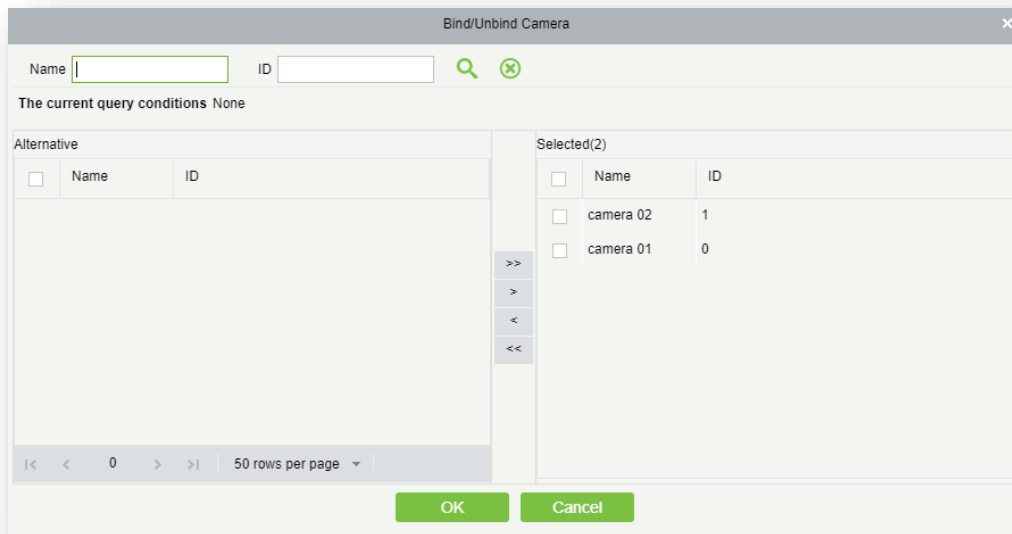 Bind/Unbind Camera
Name ID
The current query conditions None
Alternative
Name ID
>>
>
<
<<
0 50 rows per page
Selected(2)
Name ID
camera 02 1
camera 01 0
OK Cancel